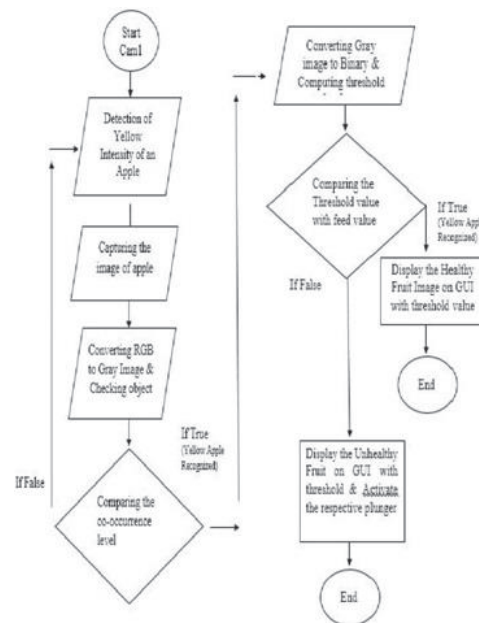 Start
Cam1
Detection of
Yellow
Intensity of an
Apple
Capturing the
image of apple
Converting RGB
to Gray Image &
Checking object
If True
(Yellow Apple
Recognized)
If False
Comparing the
co-occurrence
level
Converting Gray
image to Binary &
Computing threshold
Comparing the
Threshold value
with feed value
If True
(Yellow Apple
Recognized)
If False
Display the Healthy
Fruit Image on GUI
with threshold value
End
Display the Unhealthy
Fruit on GUI with
threshold & Activate
the respective plunger
End